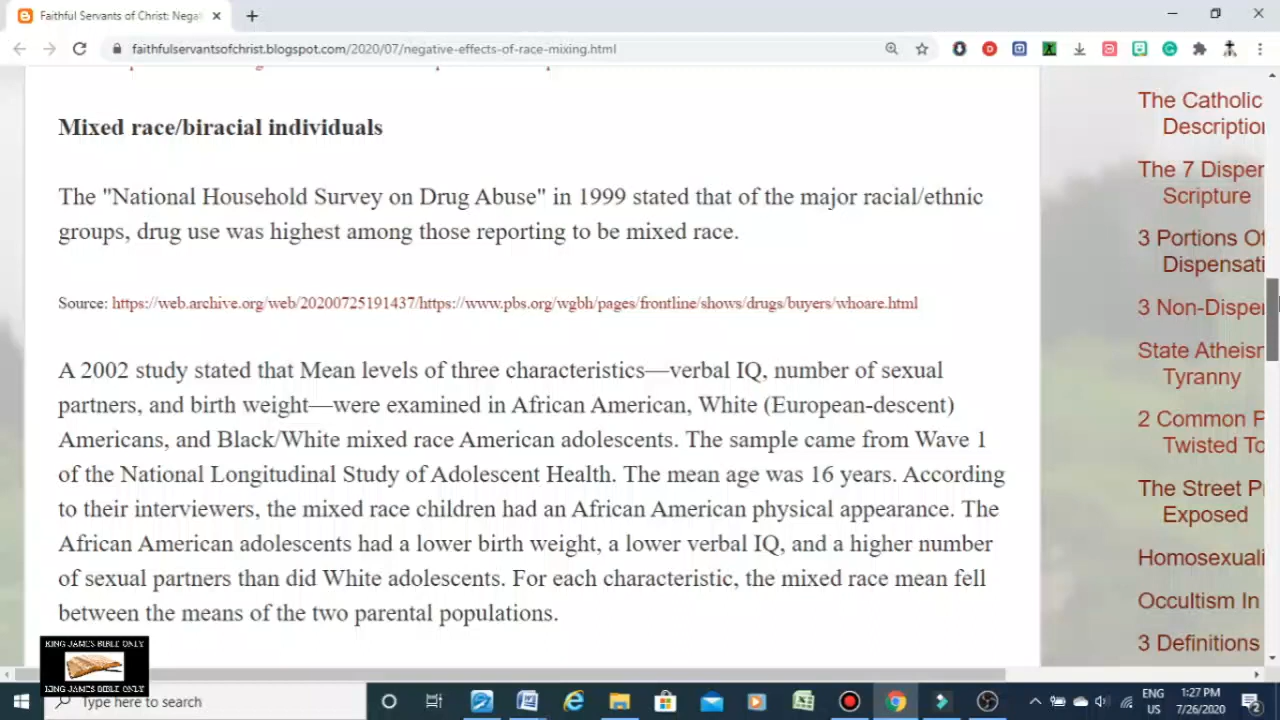 Faithful Servants of Christ: Nega
faithfulservantsofchrist.blogspot.com/2020/07/negative-effects-of-race-mixing.html
Mixed race/biracial individuals
The "National Household Survey on Drug Abuse" in 1999 stated that of the major racial/ethnic
groups, drug use was highest among those reporting to be mixed race.
Source: https://web.archive.org/web/20200725191437/https://www.pbs.org/wgbh/pages/frontline/shows/drugs/buyers/whoare.html
A 2002 study stated that Mean levels of three characteristics—verbal IQ, number of sexual
partners, and birth weight—were examined in African American, White (European-descent)
Americans, and Black/White mixed race American adolescents. The sample came from Wave 1
of the National Longitudinal Study of Adolescent Health. The mean age was 16 years. According
to their interviewers, the mixed race children had an African American physical appearance. The
African American adolescents had a lower birth weight, a lower verbal IQ, and a higher number
of sexual partners than did White adolescents. For each characteristic, the mixed race mean fell
between the means of the two parental populations.
The Catholic
Description
The 7 Disper
Scripture
3 Portions Of
Dispensati
3 Non-Disper
State Atheisr
Tyranny
2 Common P
Twisted To
The Street Pr
Exposed
Homosexuali
Occultism In
3 Definitions
KING JAMES BIBLE ONLY
KING JAMES BIBLE ONLY
Type here to search
ENG
US
1:27 PM
7/26/2020
2